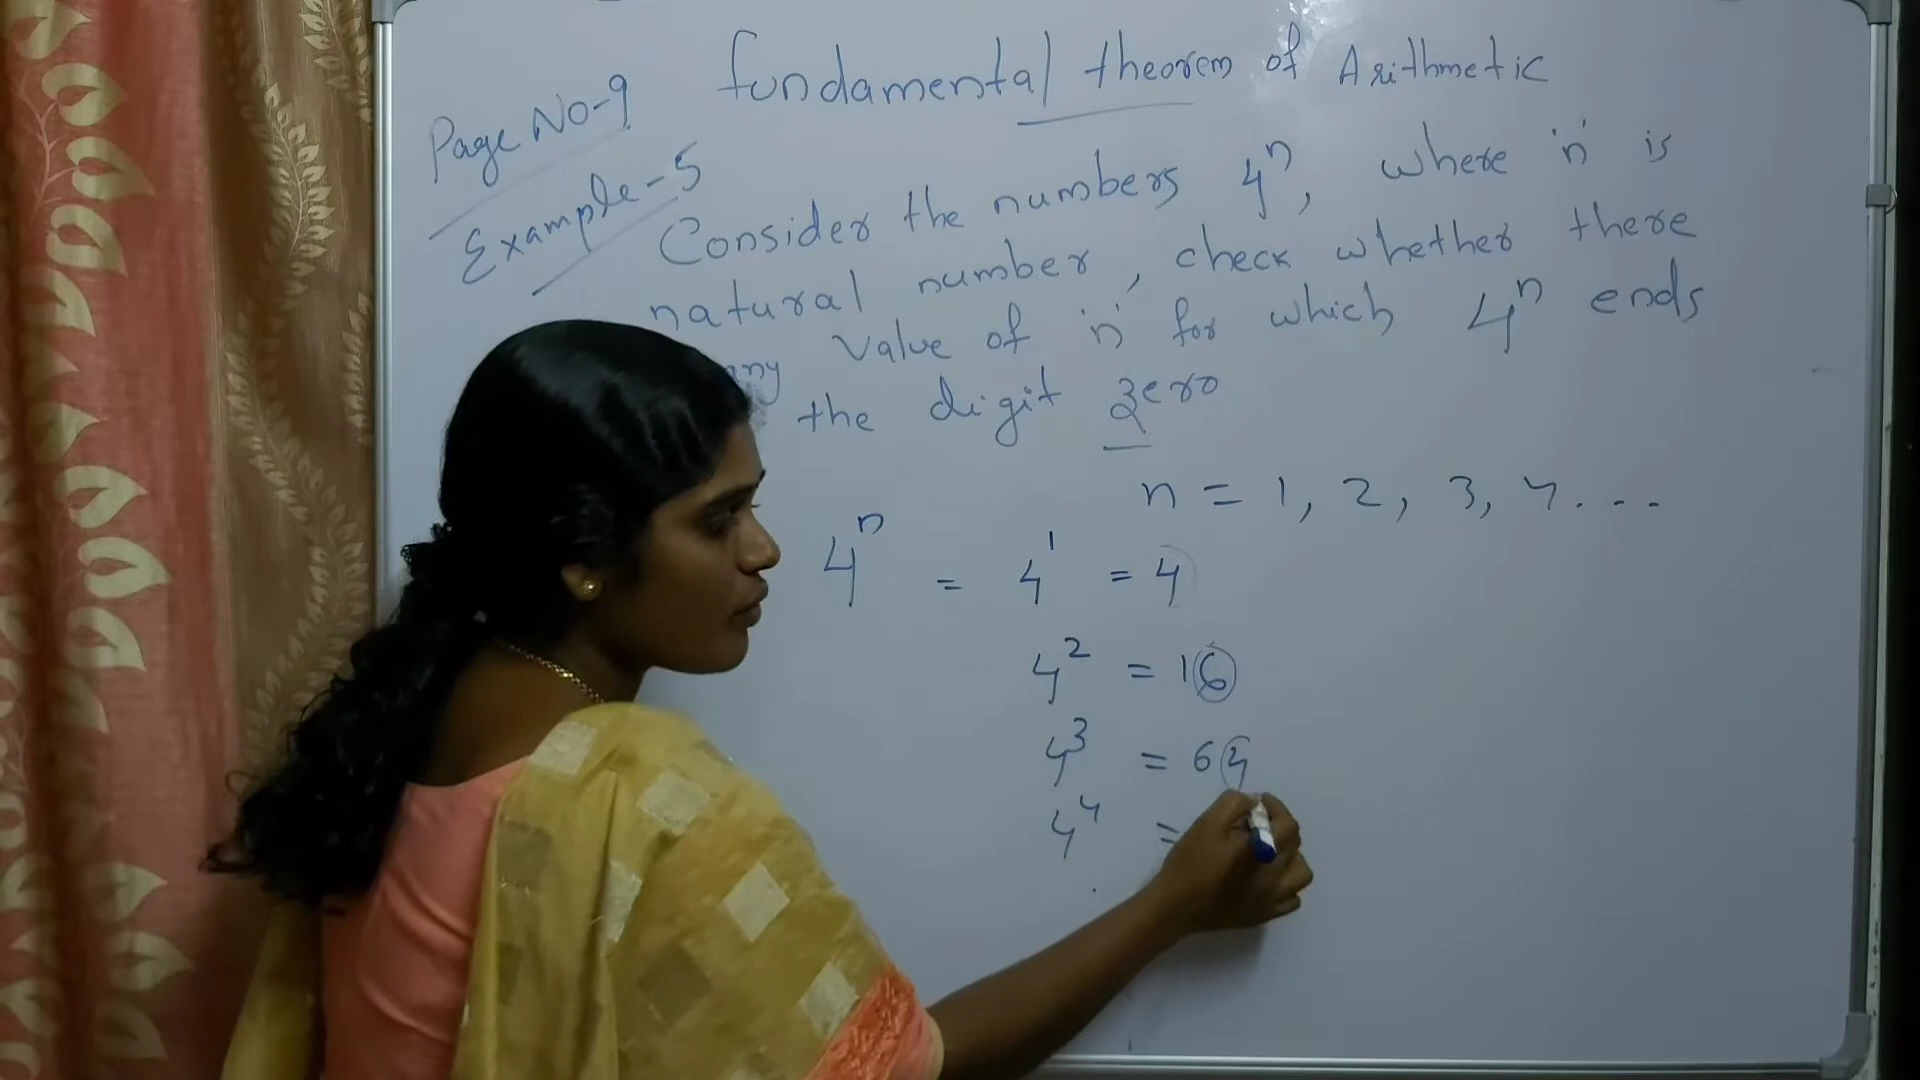 Fundamental theorem of Arithmetic
Page No-9
Example-5
Consider the numbers 4ⁿ, where 'n' is
natural number, check whether there
any value of 'n' for which 4ⁿ ends
the digit zero
n = 1, 2, 3, 4...
4ⁿ = 4¹ = 4
4² = 16
4³ = 64
4⁴ =